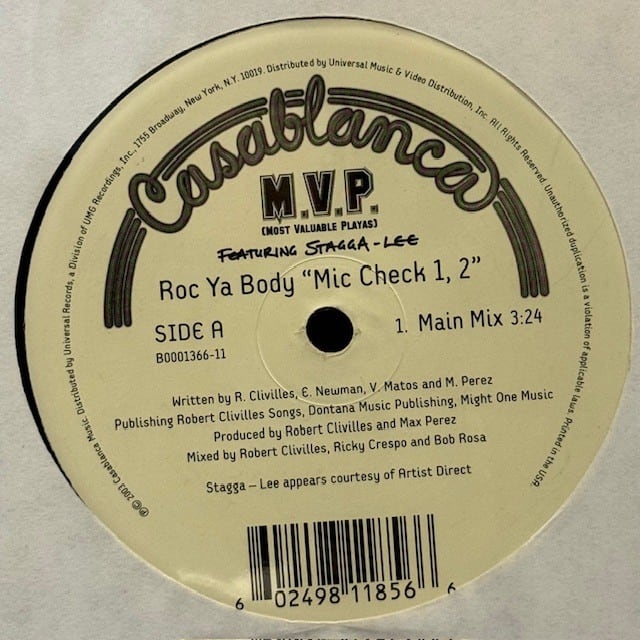 ℗© 2003 Casablanca Music. Distributed by Universal Records, a Division of UMG Recordings, Inc., 1755 Broadway, New York, N.Y. 10019. Distributed by Universal Music & Video Distribution, Inc. All Rights Reserved. Unauthorized duplication is a violation of applicable laws. Printed in the USA.
Casablanca
M.V.P.
(MOST VALUABLE PLAYAS)
FEATURING STAGGA-LEE
Roc Ya Body “Mic Check 1, 2”
SIDE A
B0001366-11
1. Main Mix 3:24
Written by R. Clivilles, E. Newman, V. Matos and M. Perez
Publishing Robert Clivilles Songs, Dontana Music Publishing, Might One Music
Produced by Robert Clivilles and Max Perez
Mixed by Robert Clivilles, Ricky Crespo and Bob Rosa
Stagga – Lee appears courtesy of Artist Direct
6 02498 11856 6